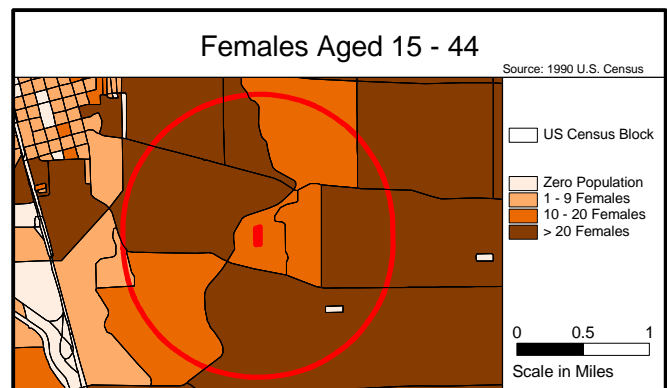 Females Aged 15 - 44
Source: 1990 U.S. Census
US Census Block
Zero Population
1 - 9 Females
10 - 20 Females
> 20 Females
0 0.5 1
Scale in Miles